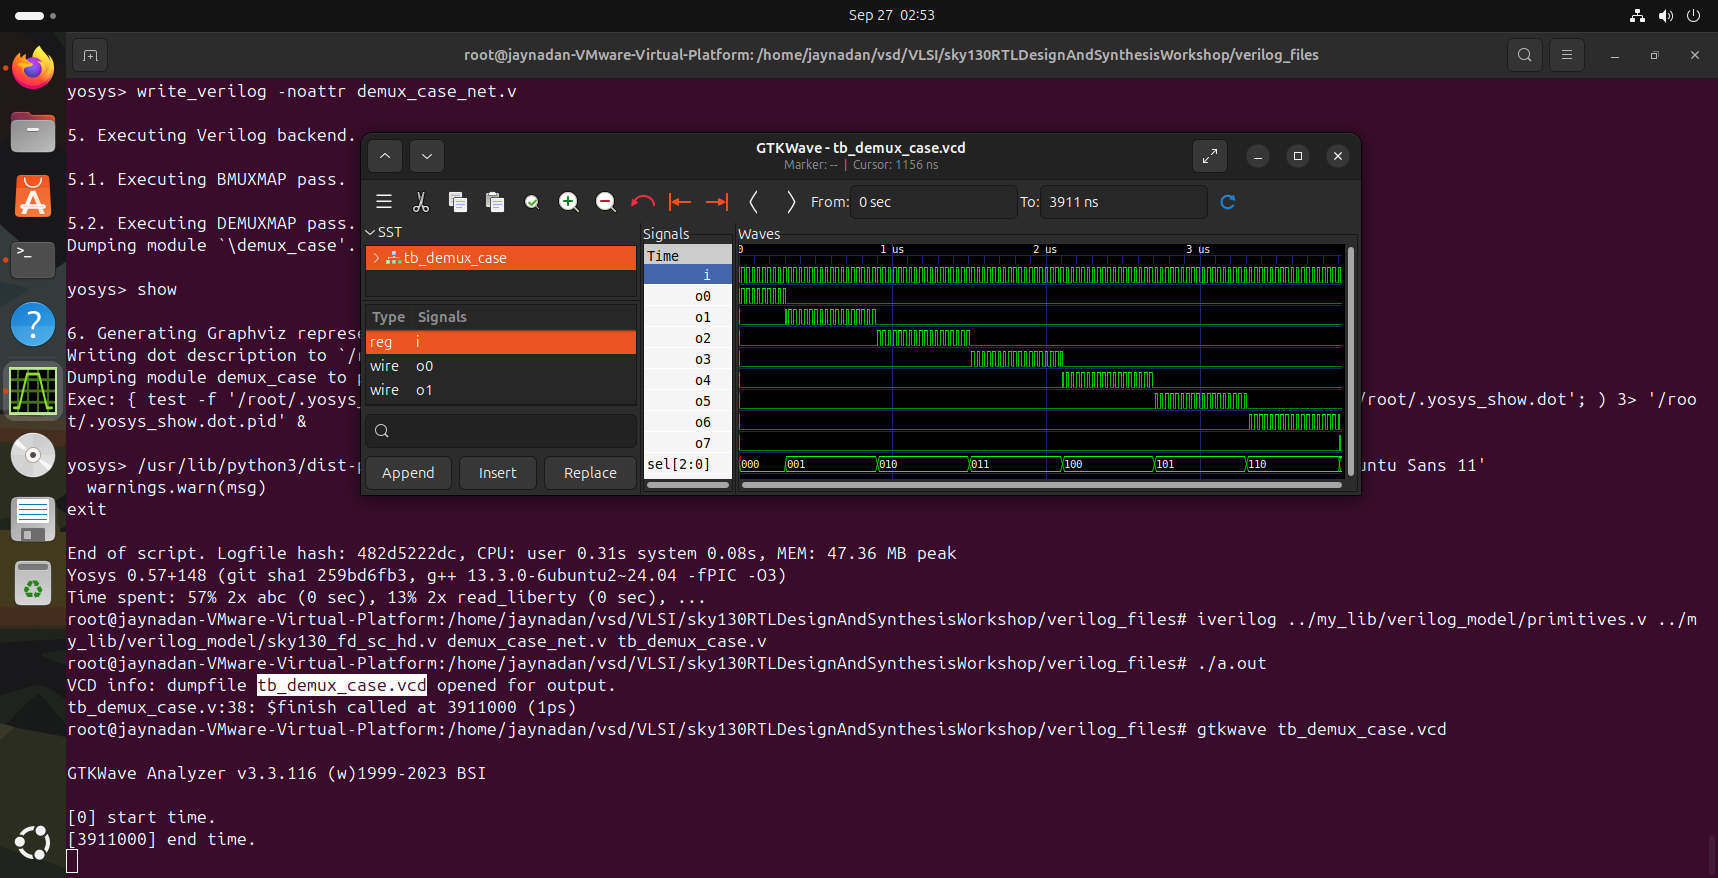 Sep 27 02:53
root@jaynadan-VMware-Virtual-Platform: /home/jaynadan/vsd/VLSI/sky130RTLDesignAndSynthesisWorkshop/verilog_files
yosys> write_verilog -noattr demux_case_net.v
5. Executing Verilog backend.
5.1. Executing BMUXMAP pass.
5.2. Executing DEMUXMAP pass.
Dumping module `\demux_case'.
yosys> show
6. Generating Graphviz represe
Writing dot description to `/r
Dumping module demux_case to p
Exec: { test -f '/root/.yosys_ /root/.yosys_show.dot'; ) 3> '/roo
t/.yosys_show.dot.pid' &
yosys> /usr/lib/python3/dist-p untu Sans 11'
warnings.warn(msg)
exit
GTKWave - tb_demux_case.vcd
Marker: -- | Cursor: 1156 ns
From: 0 sec To: 3911 ns
SST
tb_demux_case
Type Signals
reg i
wire o0
wire o1
Append Insert Replace
Signals
Time
i
o0
o1
o2
o3
o4
o5
o6
o7
sel[2:0]
Waves
0 1 us 2 us 3 us
000 001 010 011 100 101 110
End of script. Logfile hash: 482d5222dc, CPU: user 0.31s system 0.08s, MEM: 47.36 MB peak
Yosys 0.57+148 (git sha1 259bd6fb3, g++ 13.3.0-6ubuntu2~24.04 -fPIC -O3)
Time spent: 57% 2x abc (0 sec), 13% 2x read_liberty (0 sec), ...
root@jaynadan-VMware-Virtual-Platform:/home/jaynadan/vsd/VLSI/sky130RTLDesignAndSynthesisWorkshop/verilog_files# iverilog ../my_lib/verilog_model/primitives.v ../m
y_lib/verilog_model/sky130_fd_sc_hd.v demux_case_net.v tb_demux_case.v
root@jaynadan-VMware-Virtual-Platform:/home/jaynadan/vsd/VLSI/sky130RTLDesignAndSynthesisWorkshop/verilog_files# ./a.out
VCD info: dumpfile tb_demux_case.vcd opened for output.
tb_demux_case.v:38: $finish called at 3911000 (1ps)
root@jaynadan-VMware-Virtual-Platform:/home/jaynadan/vsd/VLSI/sky130RTLDesignAndSynthesisWorkshop/verilog_files# gtkwave tb_demux_case.vcd
GTKWave Analyzer v3.3.116 (w)1999-2023 BSI
[0] start time.
[3911000] end time.